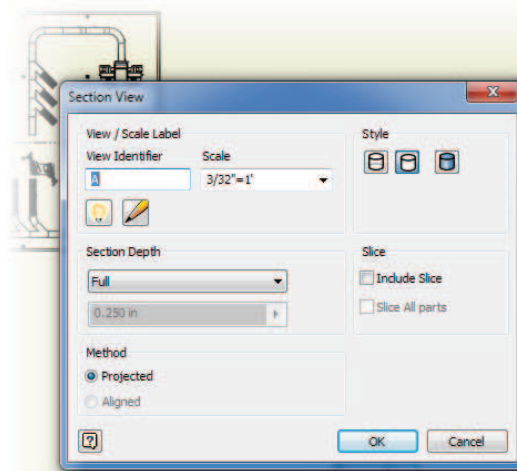 Section View
View / Scale Label
View Identifier
Scale
A
3/32"=1'
Style
Section Depth
Full
0.250 in
Slice
Include Slice
Slice All parts
Method
Projected
Aligned
OK
Cancel